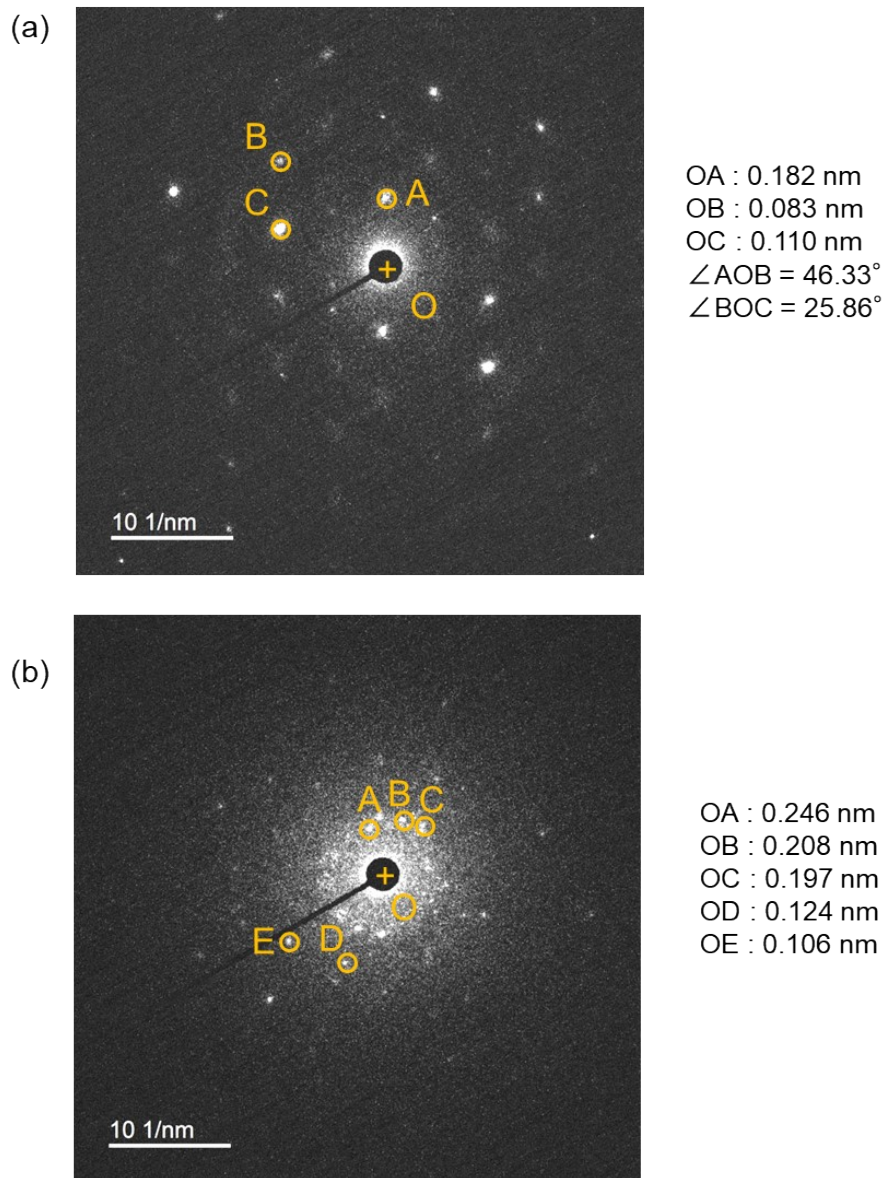 (a)
B
C
A
+
O
10 1/nm
OA : 0.182 nm
OB : 0.083 nm
OC : 0.110 nm
∠AOB = 46.33°
∠BOC = 25.86°
(b)
A
B
C
+
O
E
D
10 1/nm
OA : 0.246 nm
OB : 0.208 nm
OC : 0.197 nm
OD : 0.124 nm
OE : 0.106 nm